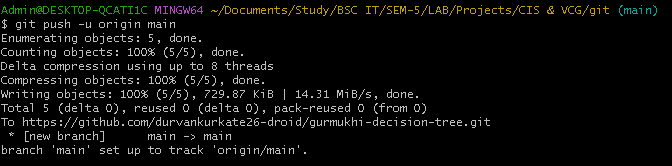 Admin@DESKTOP-QCATI1C MINGW64 ~/Documents/Study/BSC IT/SEM-5/LAB/Projects/CIS & VCG/git (main)
$ git push -u origin main
Enumerating objects: 5, done.
Counting objects: 100% (5/5), done.
Delta compression using up to 8 threads
Compressing objects: 100% (5/5), done.
Writing objects: 100% (5/5), 729.87 KiB | 14.31 MiB/s, done.
Total 5 (delta 0), reused 0 (delta 0), pack-reused 0 (from 0)
To https://github.com/durvankurkate26-droid/gurmukhi-decision-tree.git
 * [new branch]      main -> main
branch 'main' set up to track 'origin/main'.